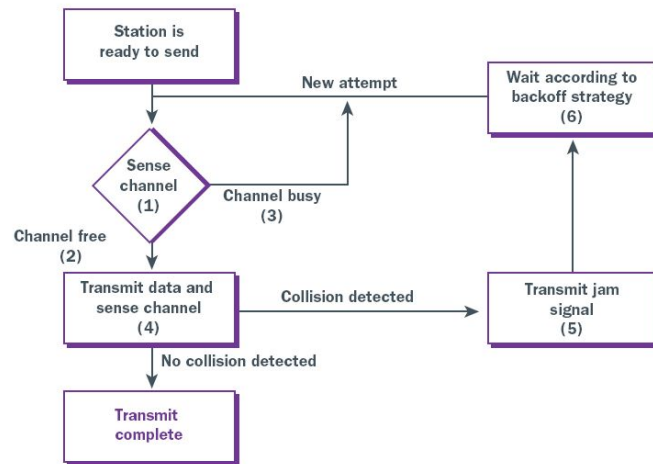 Station is
ready to send
New attempt
Wait according to
backoff strategy
(6)
Sense
channel
(1)
Channel busy
(3)
Channel free
(2)
Transmit data and
sense channel
(4)
Collision detected
Transmit jam
signal
(5)
No collision detected
Transmit
complete